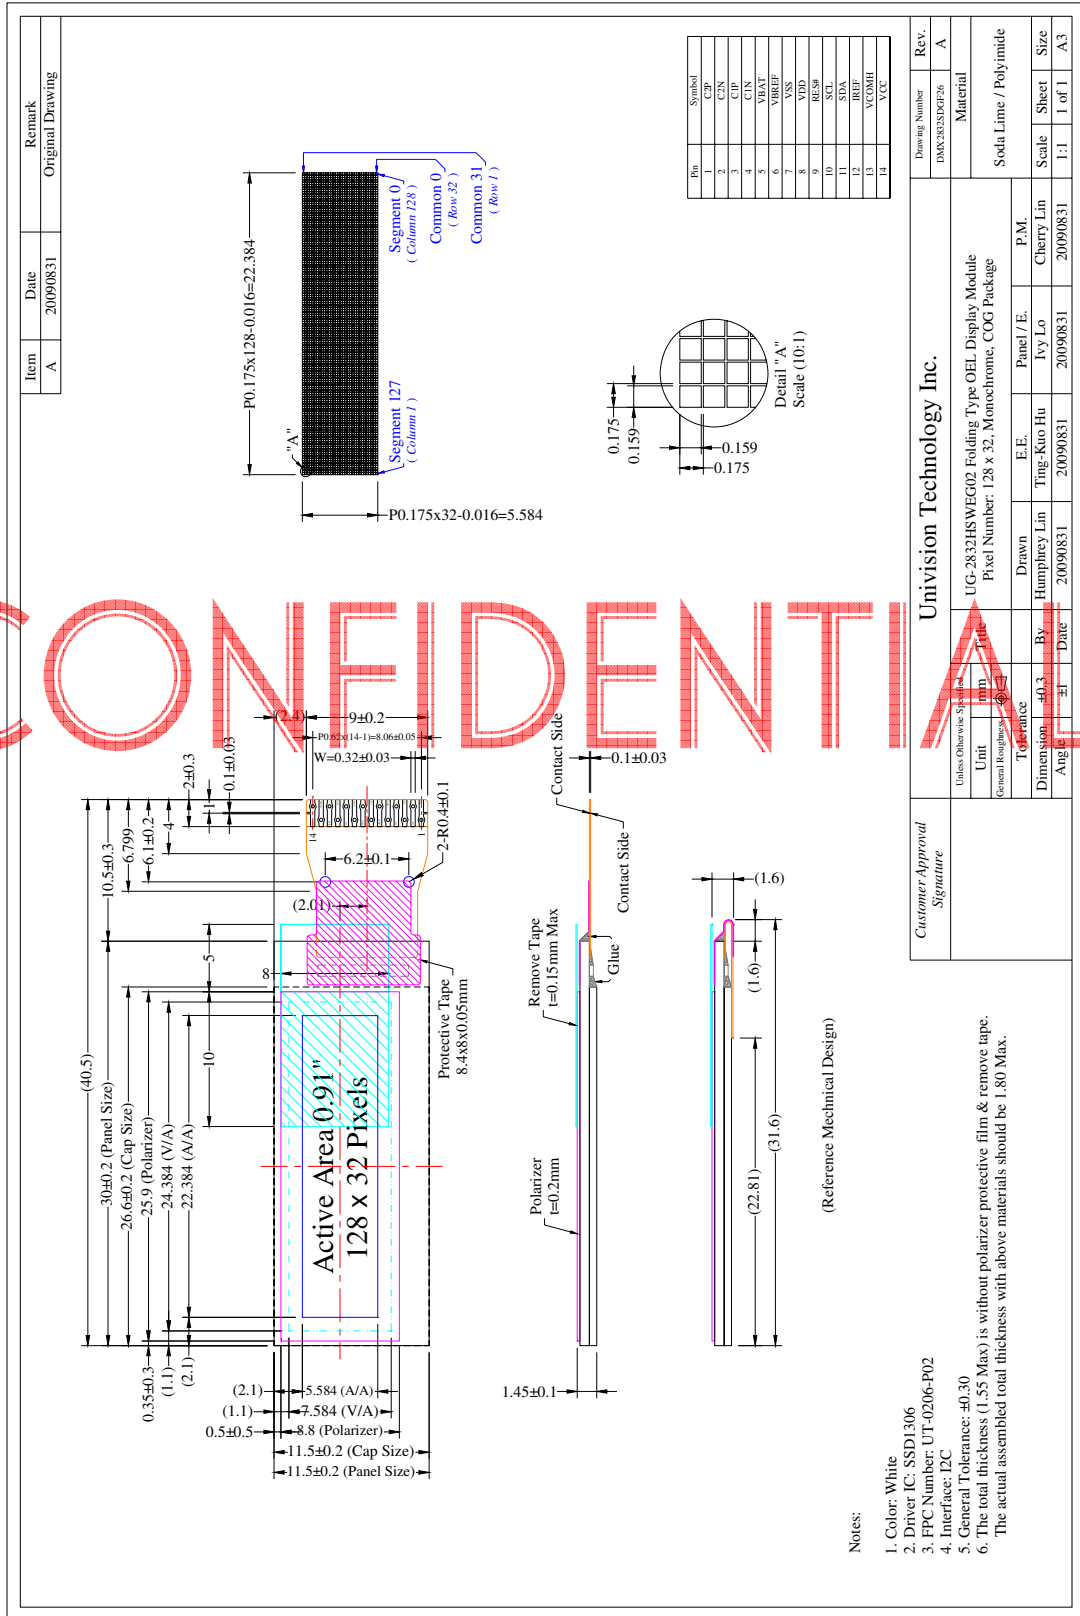 Item Date Remark
A 20090831 Original Drawing
P0.175x128-0.016=22.384
"A"
P0.175x32-0.016=5.584
Segment 127
( Column 1 )
Segment 0
( Column 128 )
Common 0
( Row 32 )
Common 31
( Row 1 )
0.175
0.159
0.159
0.175
Detail "A"
Scale (10:1)
Pin Symbol
1 C2P
2 C2N
3 C1P
4 C1N
5 VBAT
6 VBREF
7 VSS
8 VDD
9 RES#
10 SCL
11 SDA
12 IREF
13 VCOMH
14 VCC
CONFIDENTIAL
(40.5)
30±0.2 (Panel Size)
26.6±0.2 (Cap Size)
25.9 (Polarizer)
24.384 (V/A)
22.384 (A/A)
0.35±0.3
(1.1)
(2.1)
10.5±0.3
6.799
6.1±0.2
4
2±0.3
1
0.1±0.03
5
8
10
(2.4)
9±0.2
P0.62x(14-1)=8.06±0.05
W=0.32±0.03
14
1
6.2±0.1
(2.01)
2-R0.4±0.1
Protective Tape
8.4x8x0.05mm
Active Area 0.91"
128 x 32 Pixels
(2.1)
5.584 (A/A)
(1.1)
7.584 (V/A)
0.5±0.5
8.8 (Polarizer)
11.5±0.2 (Cap Size)
11.5±0.2 (Panel Size)
0.1±0.03
Contact Side
Contact Side
Glue
Remove Tape
t=0.15mm Max
Polarizer
t=0.2mm
1.45±0.1
(1.6)
(1.6)
(31.6)
(22.81)
(Reference Mechnical Design)
Notes:
1. Color: White
2. Driver IC: SSD1306
3. FPC Number: UT-0206-P02
4. Interface: I2C
5. General Tolerance: ±0.30
6. The total thickness (1.55 Max) is without polarizer protective film & remove tape.
The actual assembled total thickness with above materials should be 1.80 Max.
Customer Approval
Signature
Unless Otherwise Specified
Unit mm
General Roughness
Tolerance
Dimension ±0.3
Angle ±1
Univision Technology Inc.
Title UG-2832HSWEG02 Folding Type OEL Display Module
Pixel Number: 128 x 32, Monochrome, COG Package
Drawn E.E. Panel / E. P.M.
By Humphrey Lin Ting-Kuo Hu Ivy Lo Cherry Lin
Date 20090831 20090831 20090831 20090831
Drawing Number Rev.
DMX2832SDGF26 A
Material
Soda Lime / Polyimide
Scale Sheet Size
1:1 1 of 1 A3